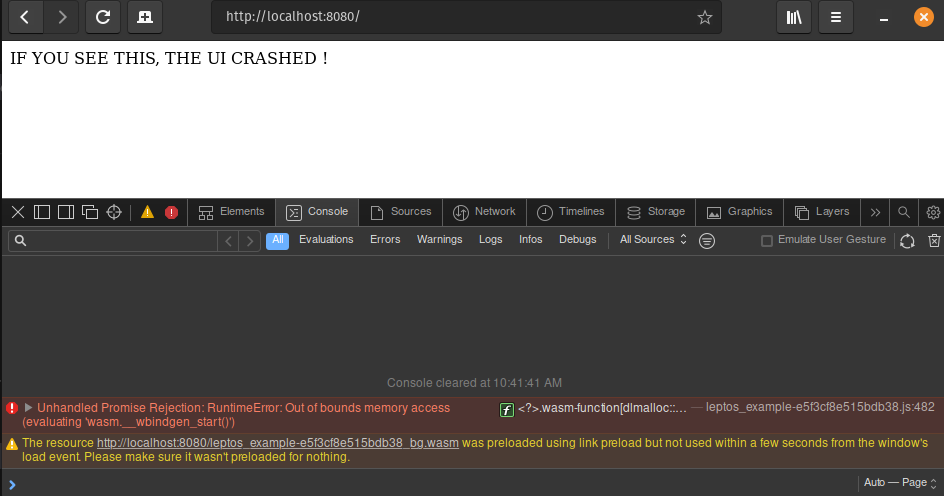 http://localhost:8080/
IF YOU SEE THIS, THE UI CRASHED !
Elements Console Sources Network Timelines Storage Graphics Layers
All Evaluations Errors Warnings Logs Infos Debugs All Sources Emulate User Gesture
Console cleared at 10:41:41 AM
Unhandled Promise Rejection: RuntimeError: Out of bounds memory access f <?>.wasm-function[dlmalloc::… — leptos_example-e5f3cf8e515bdb38.js:482
(evaluating 'wasm.__wbindgen_start()')
The resource http://localhost:8080/leptos_example-e5f3cf8e515bdb38_bg.wasm was preloaded using link preload but not used within a few seconds from the window's
load event. Please make sure it wasn't preloaded for nothing.
Auto — Page